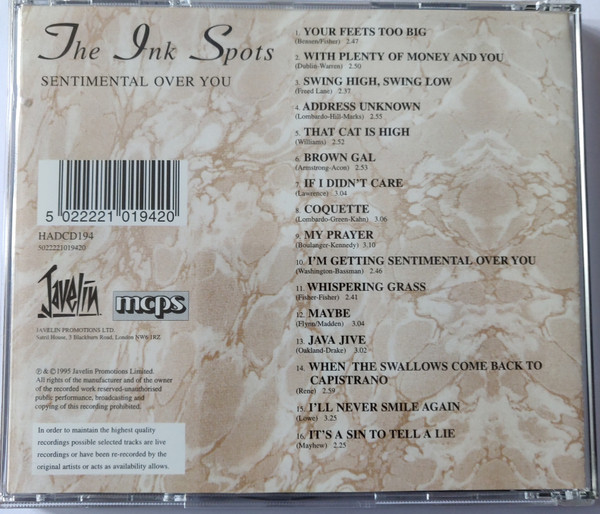 The Ink Spots
SENTIMENTAL OVER YOU
5 022221 019420
HADCD194
5022221019420
Javelin
mcps
JAVELIN PROMOTIONS LTD.
Satril House, 3 Blackburn Road, London NW6 1RZ
℗ & ©1995 Javelin Promotions Limited.
All rights of the manufacturer and of the owner
of the recorded work reserved-unauthorised
public performance, broadcasting and
copying of this recording prohibited.
In order to maintain the highest quality
recordings possible selected tracks are live
recordings or have been re-recorded by the
original artists or acts as availability allows.
1. YOUR FEETS TOO BIG
(Bensen/Fisher) 2.47
2. WITH PLENTY OF MONEY AND YOU
(Dublin-Warren) 2.50
3. SWING HIGH, SWING LOW
(Freed Lane) 2.37
4. ADDRESS UNKNOWN
(Lombardo-Hill-Marks) 2.55
5. THAT CAT IS HIGH
(Williams) 2.52
6. BROWN GAL
(Armstrong-Acon) 2.53
7. IF I DIDN'T CARE
(Lawrence) 3.04
8. COQUETTE
(Lombardo-Green-Kahn) 3.06
9. MY PRAYER
(Boulanger-Kennedy) 3.10
10. I'M GETTING SENTIMENTAL OVER YOU
(Washington-Bassman) 2.46
11. WHISPERING GRASS
(Fisher-Fisher) 2.41
12. MAYBE
(Flynn/Madden) 3.04
13. JAVA JIVE
(Oakland-Drake) 3.02
14. WHEN THE SWALLOWS COME BACK TO
CAPISTRANO
(Rene) 2.59
15. I'LL NEVER SMILE AGAIN
(Lowe) 3.25
16. IT'S A SIN TO TELL A LIE
(Mayhew) 2.25